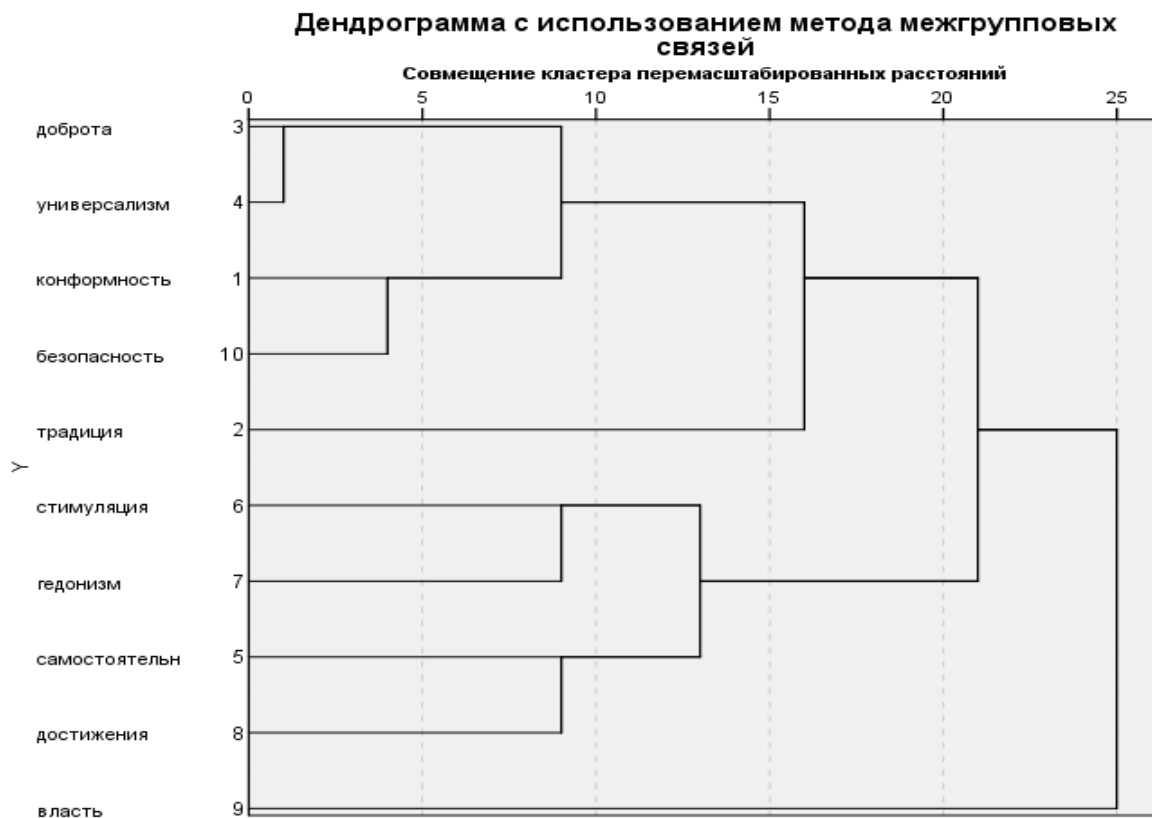 Дендрограмма с использованием метода межгрупповых
связей
Совмещение кластера перемасштабированных расстояний
0 5 10 15 20 25
доброта 3
универсализм 4
конформность 1
безопасность 10
традиция 2
Y
стимуляция 6
гедонизм 7
самостоятельн 5
достижения 8
власть 9